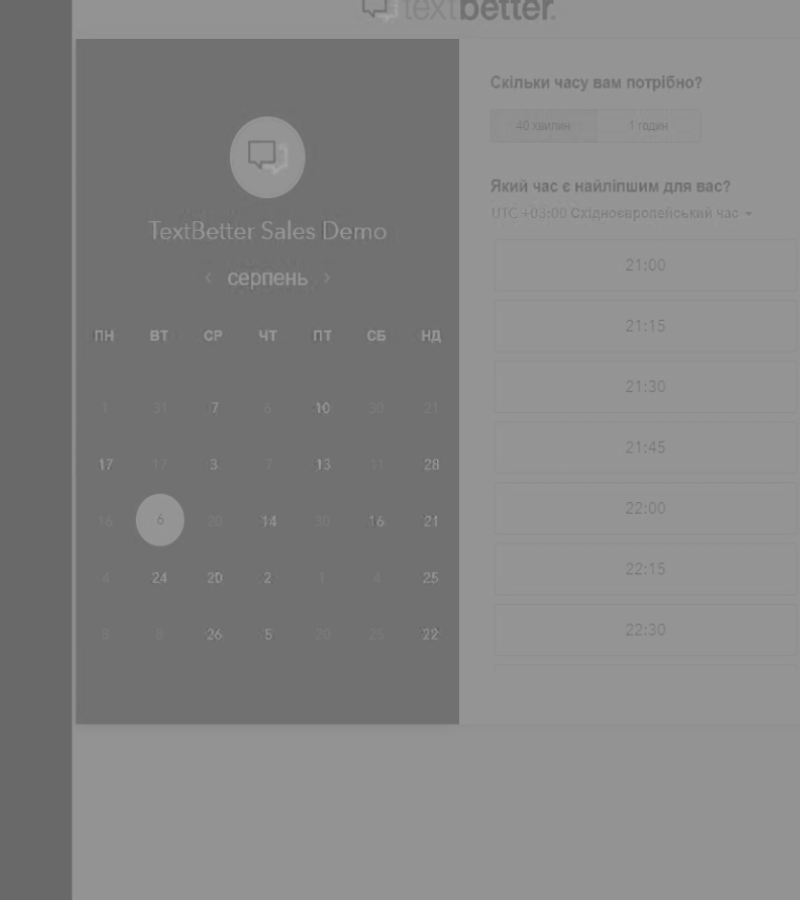 textbetter.
TextBetter Sales Demo
‹ серпень ›
ПН ВТ СР ЧТ ПТ СБ НД
1 31 7 6 10 30 21
17 17 3 7 13 11 28
16 6 20 14 30 16 21
4 24 20 2 1 4 25
8 8 26 5 20 25 22
Скільки часу вам потрібно?
40 хвилин 1 годин
Який час є найліпшим для вас?
UTC +03:00 Східноєвропейський час
21:00
21:15
21:30
21:45
22:00
22:15
22:30